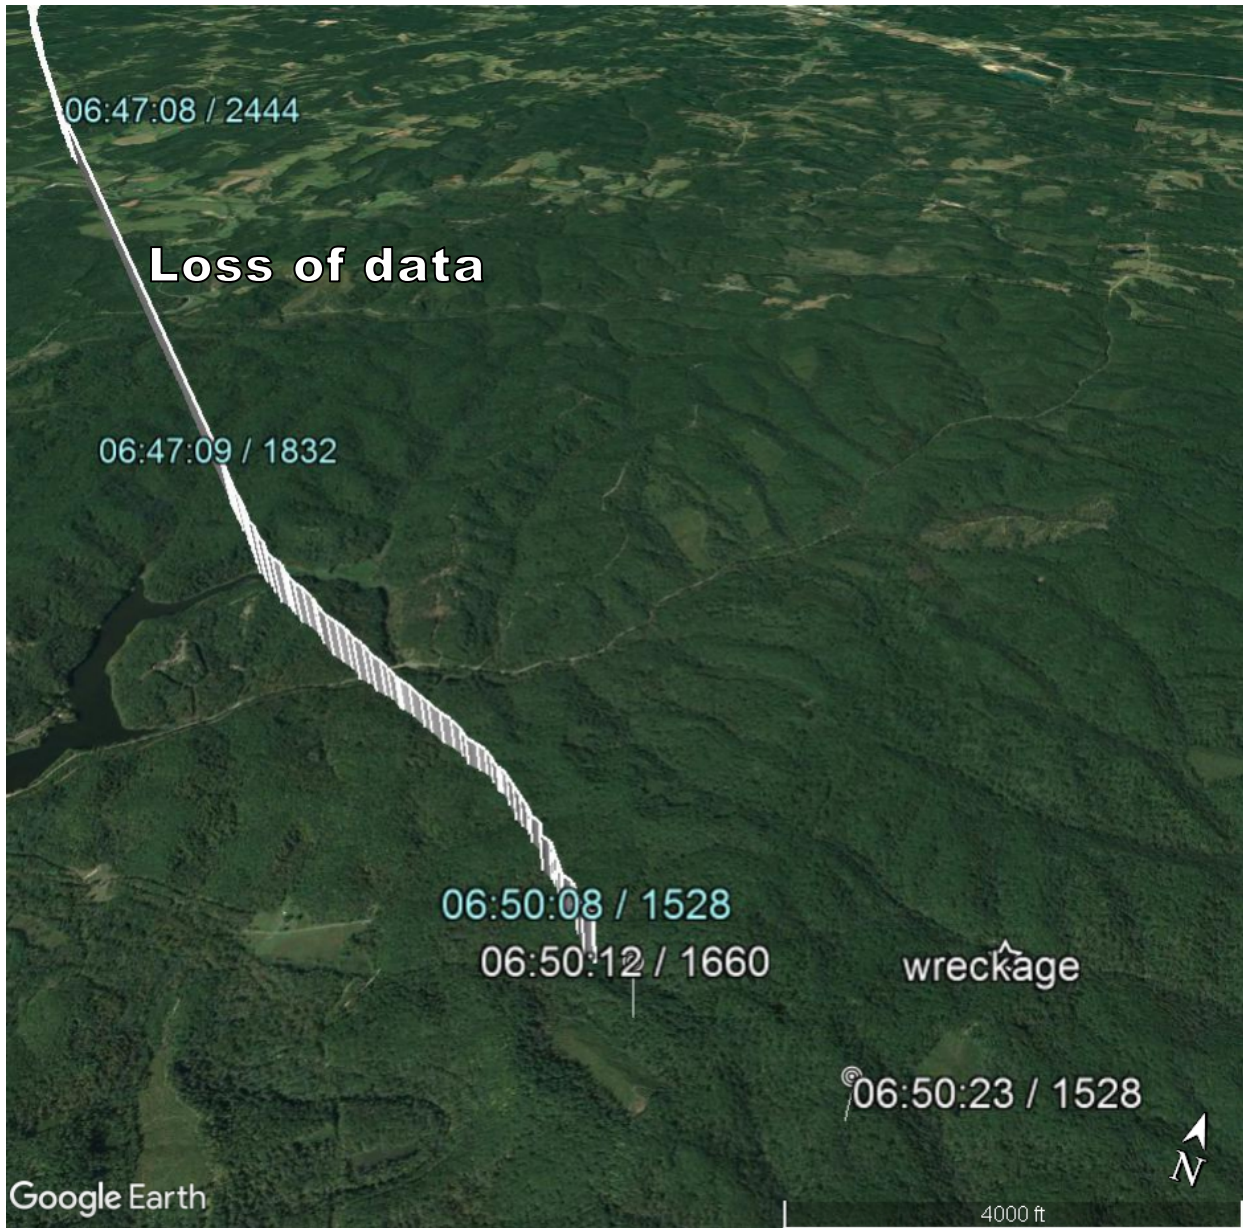 06:47:08 / 2444
Loss of data
06:47:09 / 1832
06:50:08 / 1528
06:50:12 / 1660
wreckage
06:50:23 / 1528
N
Google Earth
4000 ft